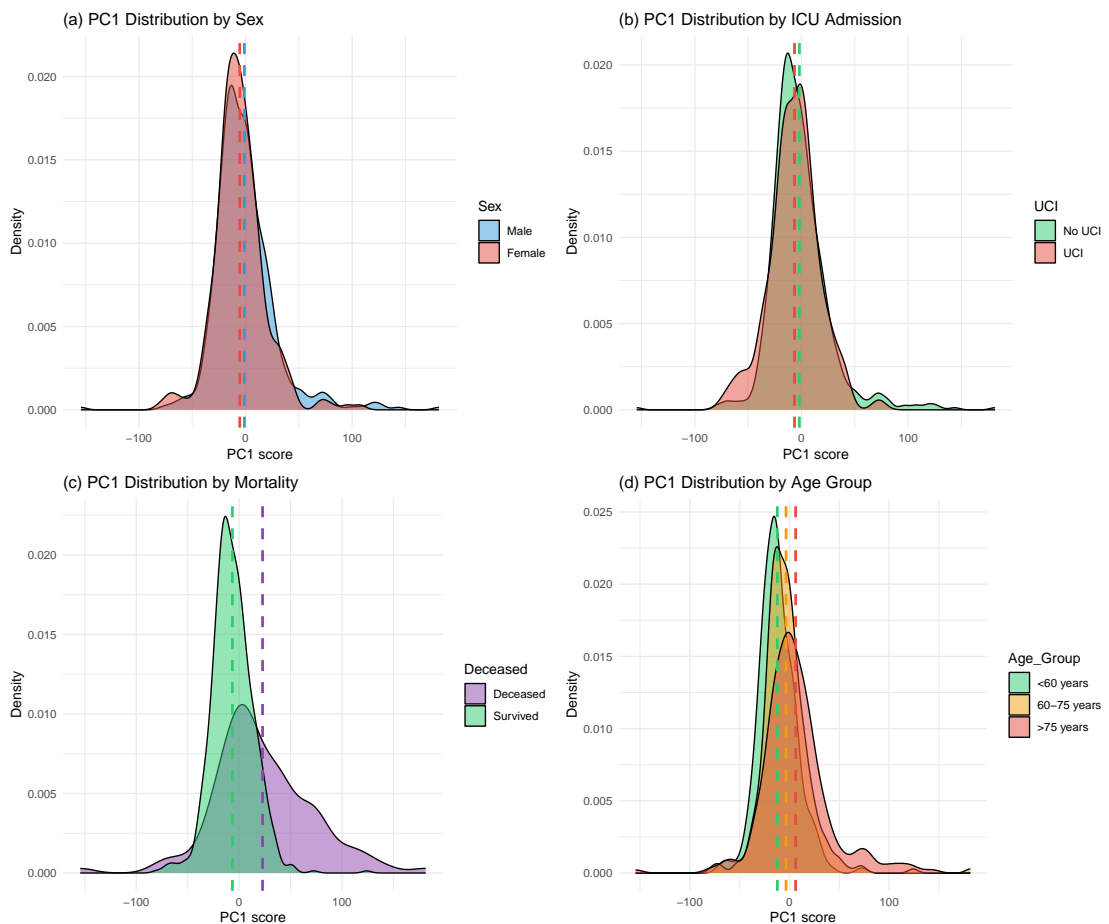 (a) PC1 Distribution by Sex
0.020
0.015
0.010
0.005
0.000
Density
−100
0
100
PC1 score
Sex
Male
Female
(b) PC1 Distribution by ICU Admission
0.020
0.015
0.010
0.005
0.000
Density
−100
0
100
PC1 score
UCI
No UCI
UCI
(c) PC1 Distribution by Mortality
0.020
0.015
0.010
0.005
0.000
Density
−100
0
100
PC1 score
Deceased
Deceased
Survived
(d) PC1 Distribution by Age Group
0.025
0.020
0.015
0.010
0.005
0.000
Density
−100
0
100
PC1 score
Age_Group
<60 years
60−75 years
>75 years